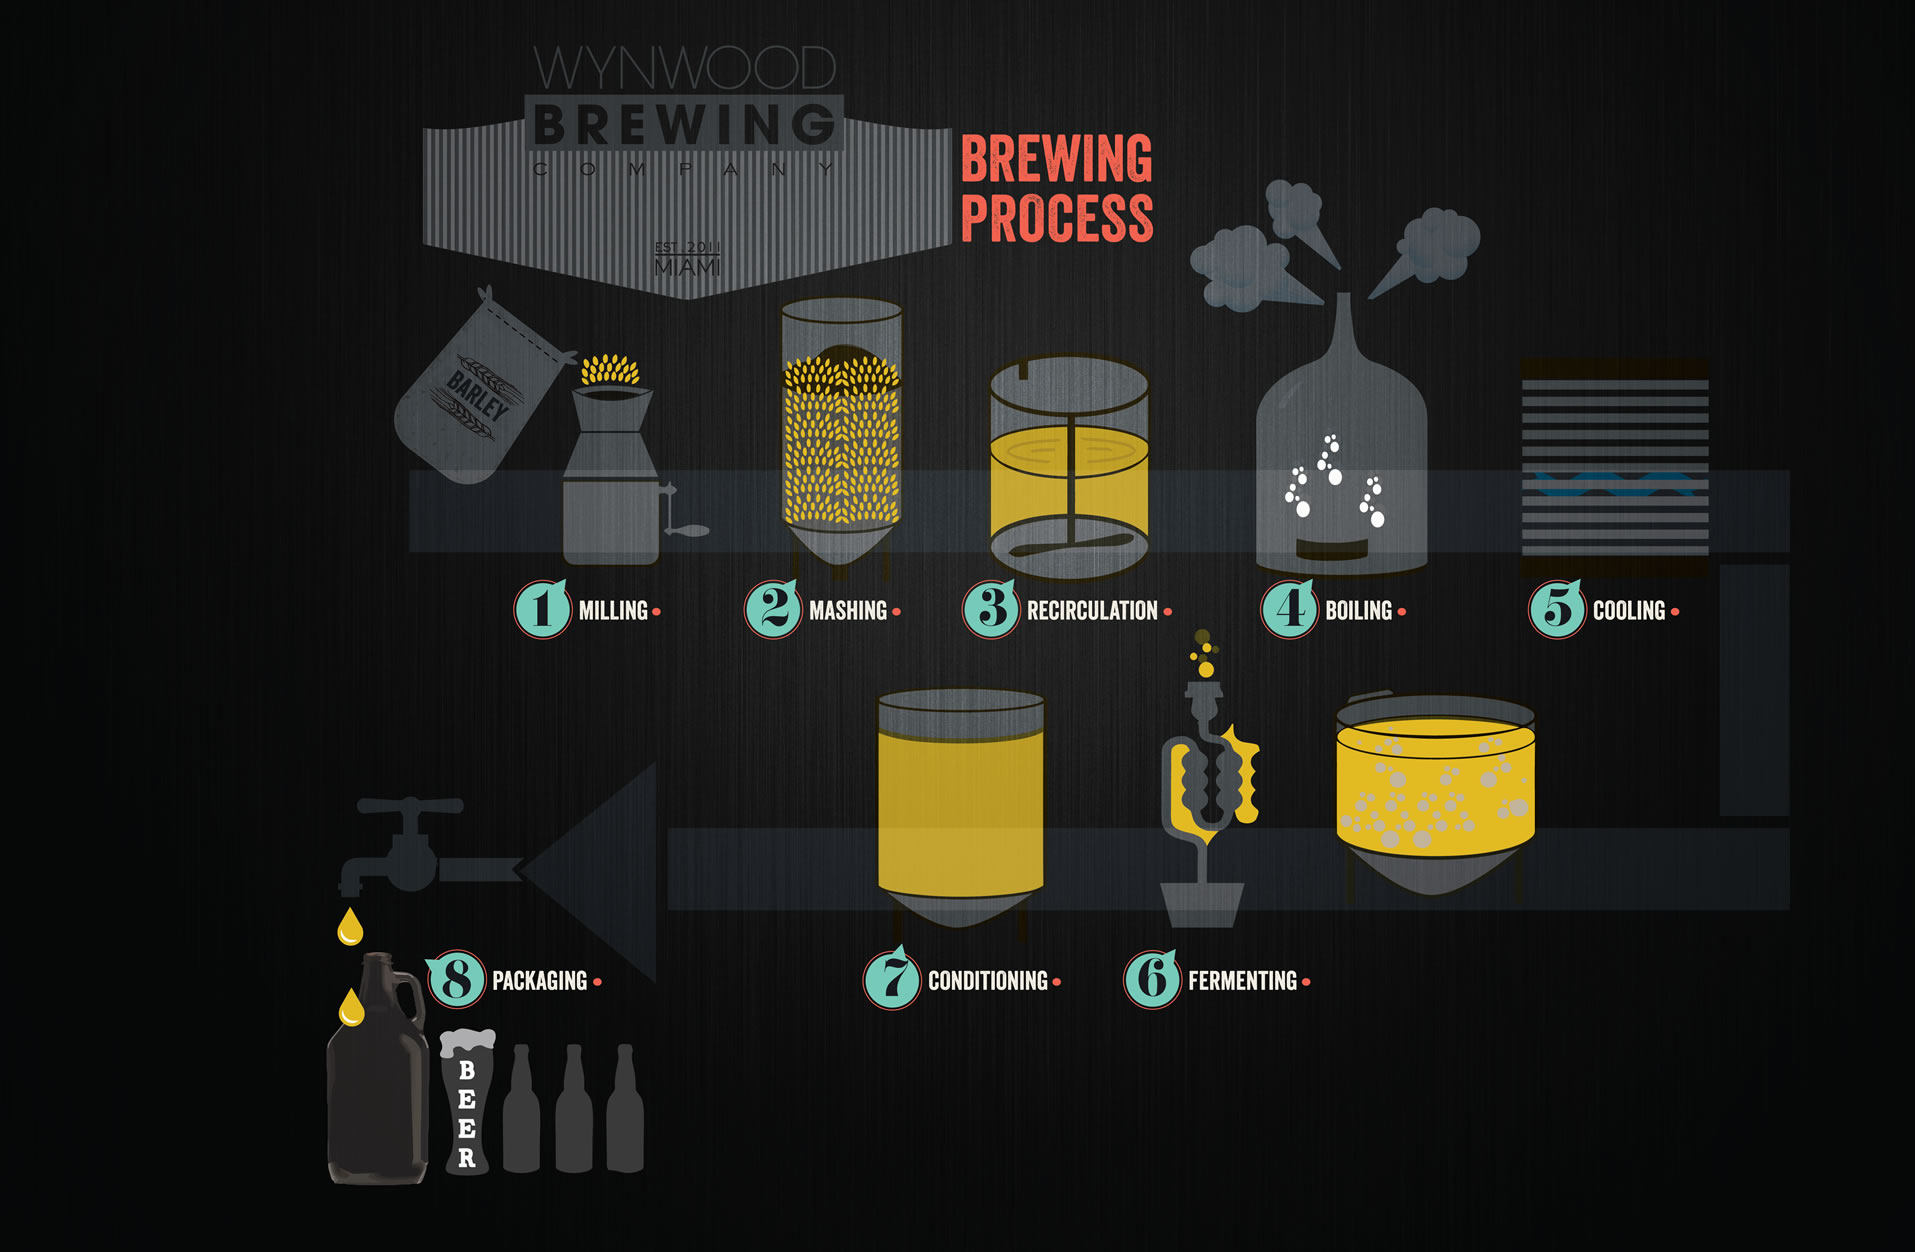 WYNWOOD
BREWING
COMPANY
EST. 2011
MIAMI
BREWING
PROCESS
BARLEY
1 MILLING
2 MASHING
3 RECIRCULATION
4 BOILING
5 COOLING
8 PACKAGING
7 CONDITIONING
6 FERMENTING
BEER